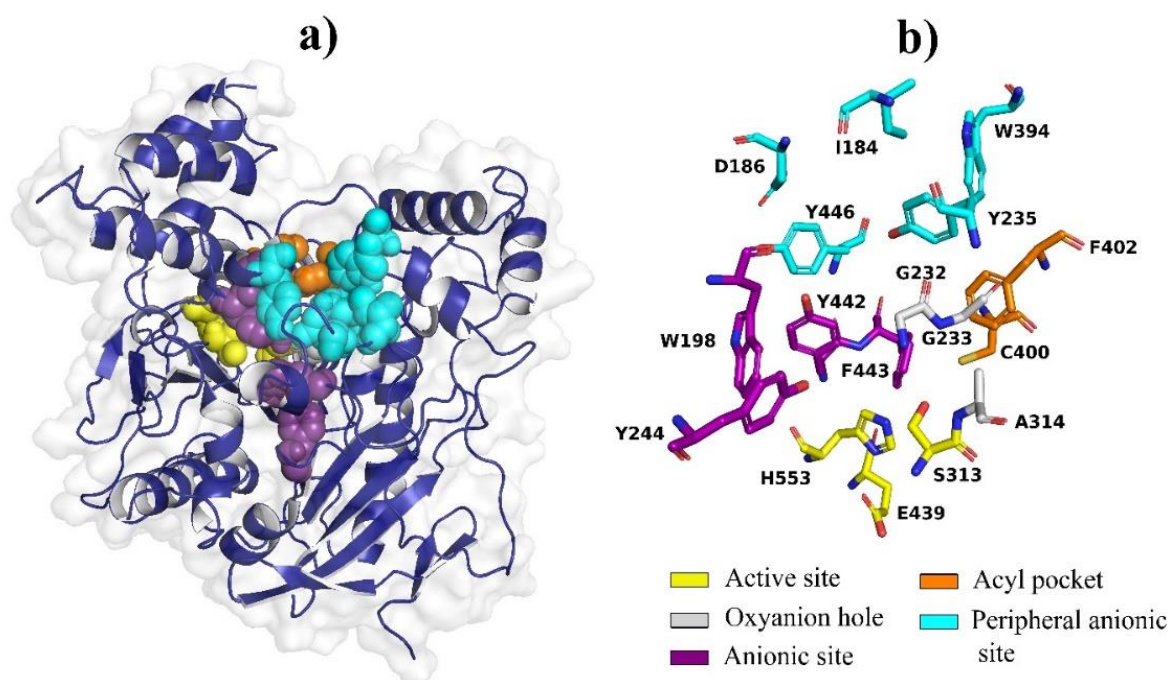 a)
b)
W394
I184
D186
Y446
Y235
F402
G232
Y442
W198
G233
C400
F443
A314
Y244
H553
S313
E439
Active site
Oxyanion hole
Anionic site
Acyl pocket
Peripheral anionic
site